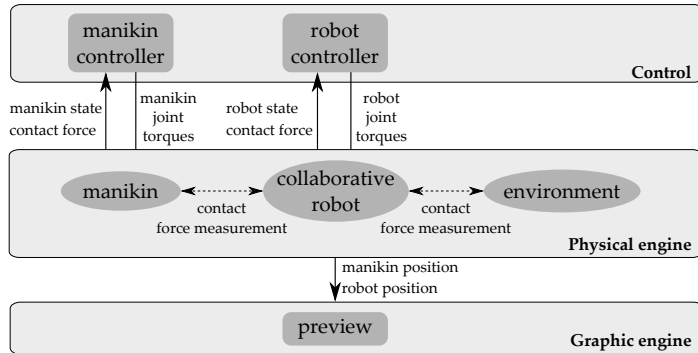 manikin
controller
robot
controller
Control
manikin state
contact force
manikin
joint
torques
robot state
contact force
robot
joint
torques
manikin
collaborative
robot
environment
contact
force measurement
contact
force measurement
Physical engine
manikin position
robot position
preview
Graphic engine